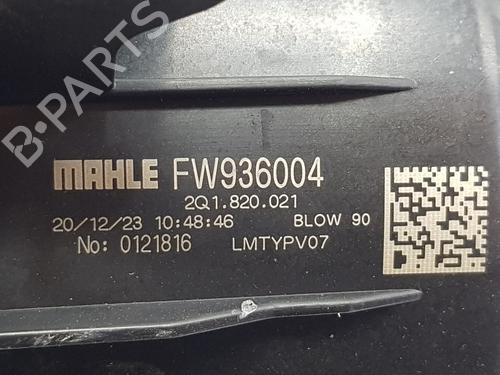 B-PARTS
MAHLE FW936004
2Q1.820.021
20/12/23 10:48:46 BLOW 90
No: 0121816 LMTYPV07